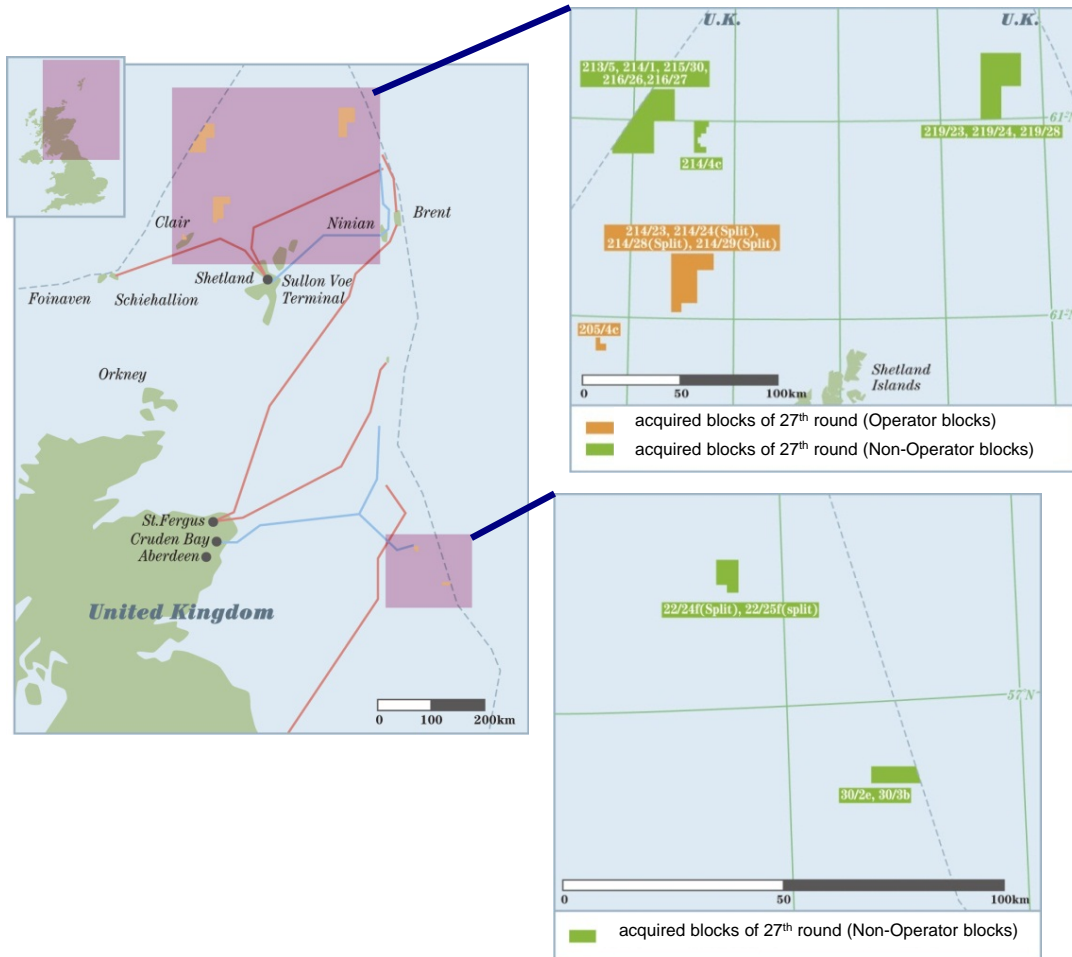 Clair
Ninian
Brent
Shetland
Sullon Voe
Terminal
Foinaven
Schiehallion
Orkney
St.Fergus
Cruden Bay
Aberdeen
United Kingdom
0 100 200km
U.K.
U.K.
213/5, 214/1, 215/30,
216/26,216/27
61°N
219/23, 219/24, 219/28
214/4c
214/23, 214/24(Split),
214/28(Split), 214/29(Split)
61°N
205/4c
Shetland
Islands
0 50 100km
acquired blocks of 27th round (Operator blocks)
acquired blocks of 27th round (Non-Operator blocks)
22/24f(Split), 22/25f(split)
57°N
30/2e, 30/3b
0 50 100km
acquired blocks of 27th round (Non-Operator blocks)